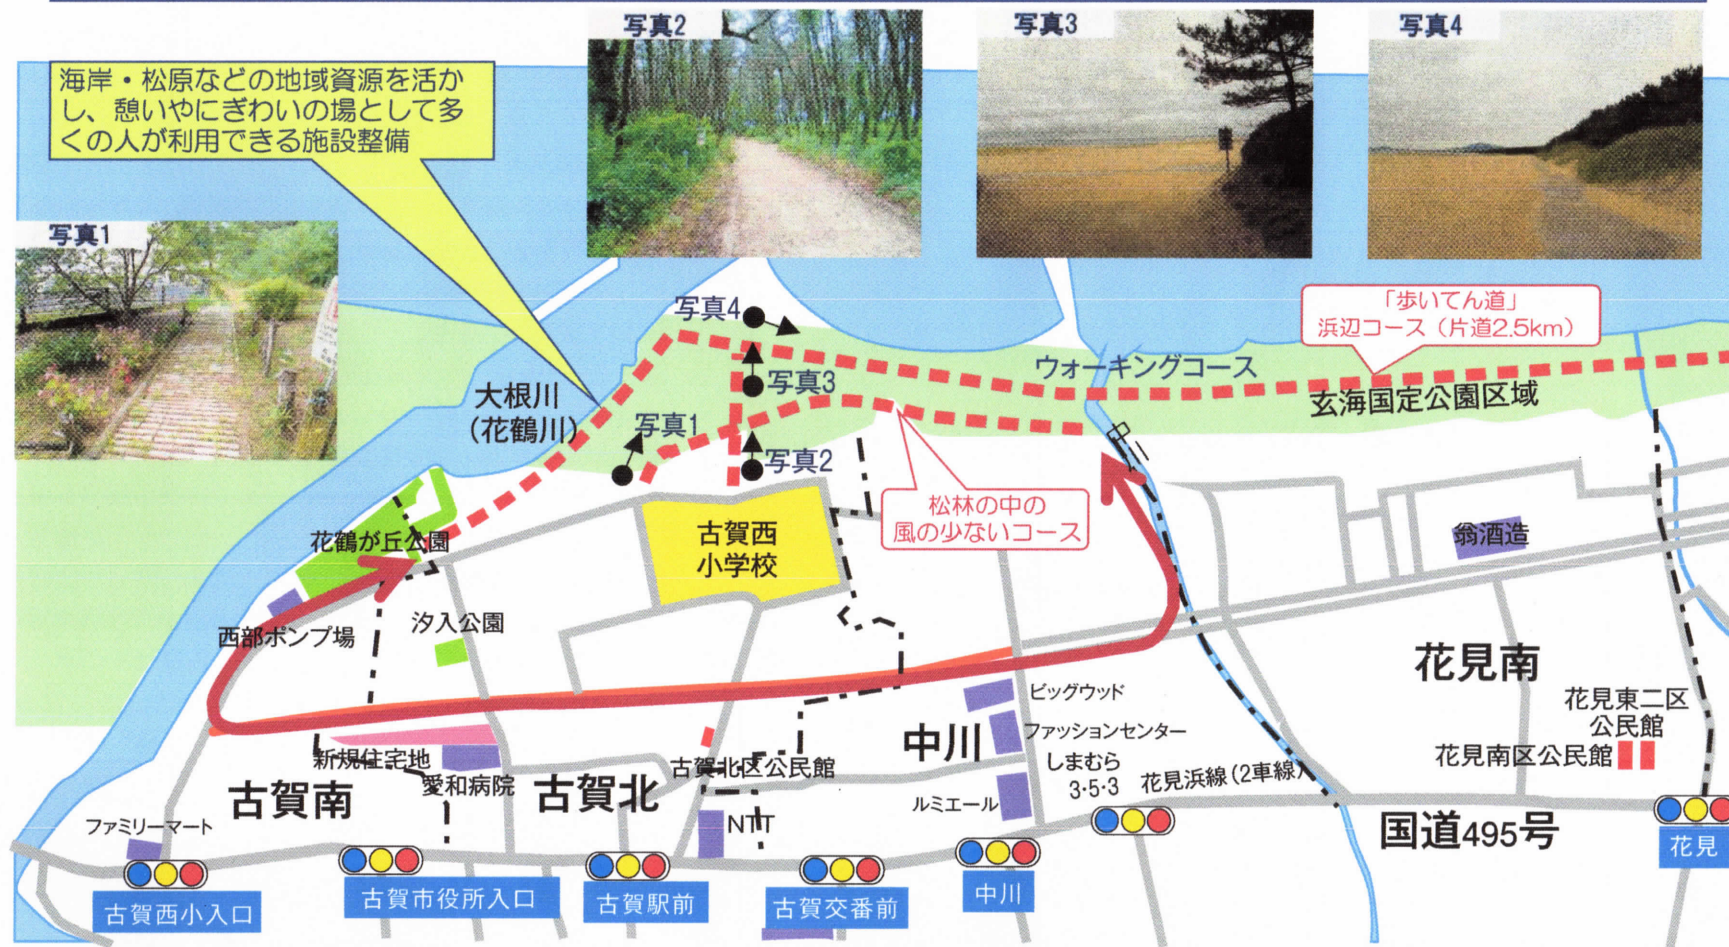 写真2
写真3
写真4
海岸・松原などの地域資源を活か
し、憩いやにぎわいの場として多
くの人が利用できる施設整備
写真1
「歩いてん道」
浜辺コース（片道2.5km）
写真4
ウォーキングコース
写真3
玄海国定公園区域
大根川
（花鶴川）
写真1
写真2
松林の中の
風の少ないコース
花鶴が丘公園
古賀西
小学校
翁酒造
汐入公園
西部ポンプ場
花見南
ビッグウッド
花見東二区
公民館
中川
ファッションセンター
しまむら
新規住宅地
愛和病院
古賀北区公民館
花見南区公民館
古賀南
古賀北
3・5・3
花見浜線（2車線）
ルミエール
ファミリーマート
NTT
国道495号
花見
古賀西小入口
古賀市役所入口
古賀駅前
古賀交番前
中川